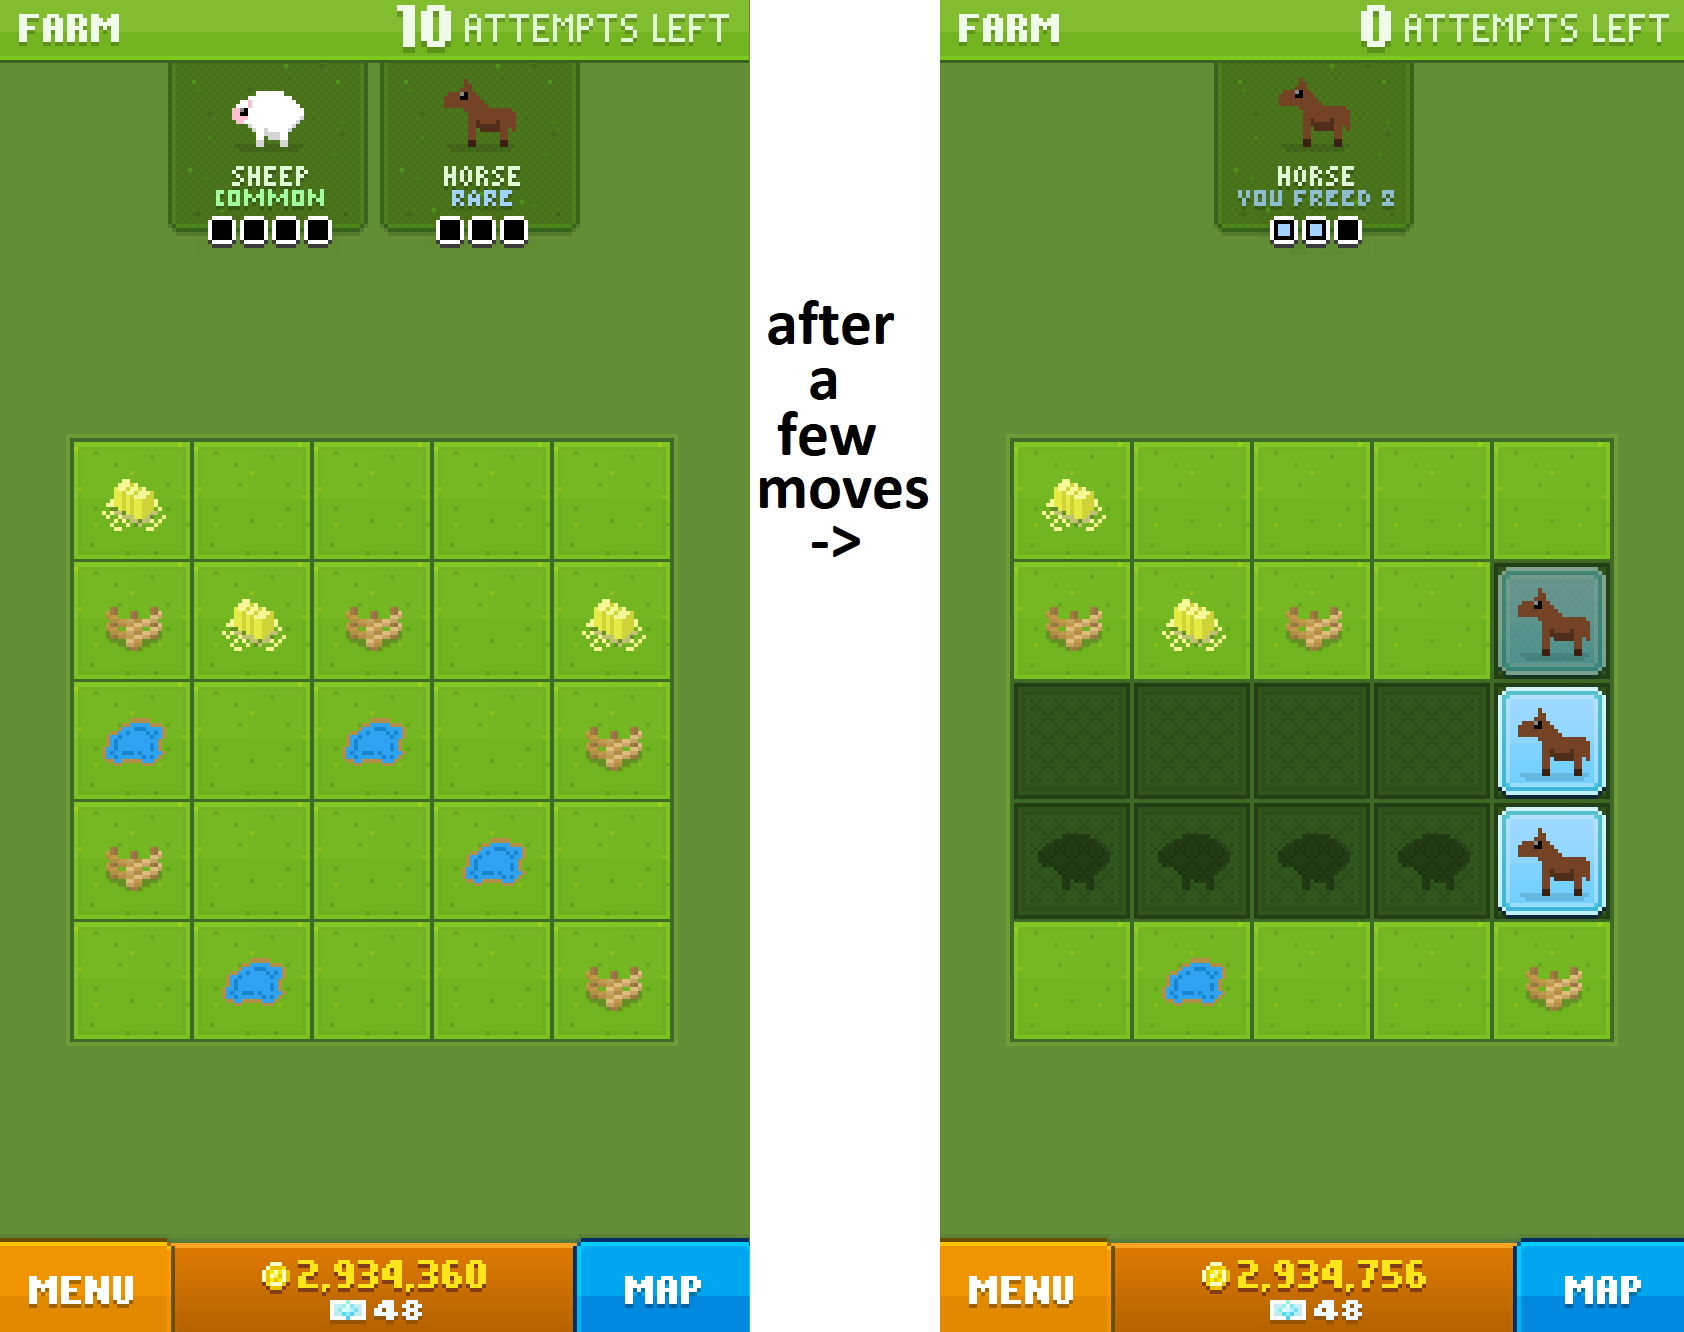 FARM
10 ATTEMPTS LEFT
SHEEP
COMMON
HORSE
RARE
MENU
2,934,360
48
MAP
after
a
few
moves
->
FARM
0 ATTEMPTS LEFT
HORSE
YOU FREED 2
MENU
2,934,756
48
MAP